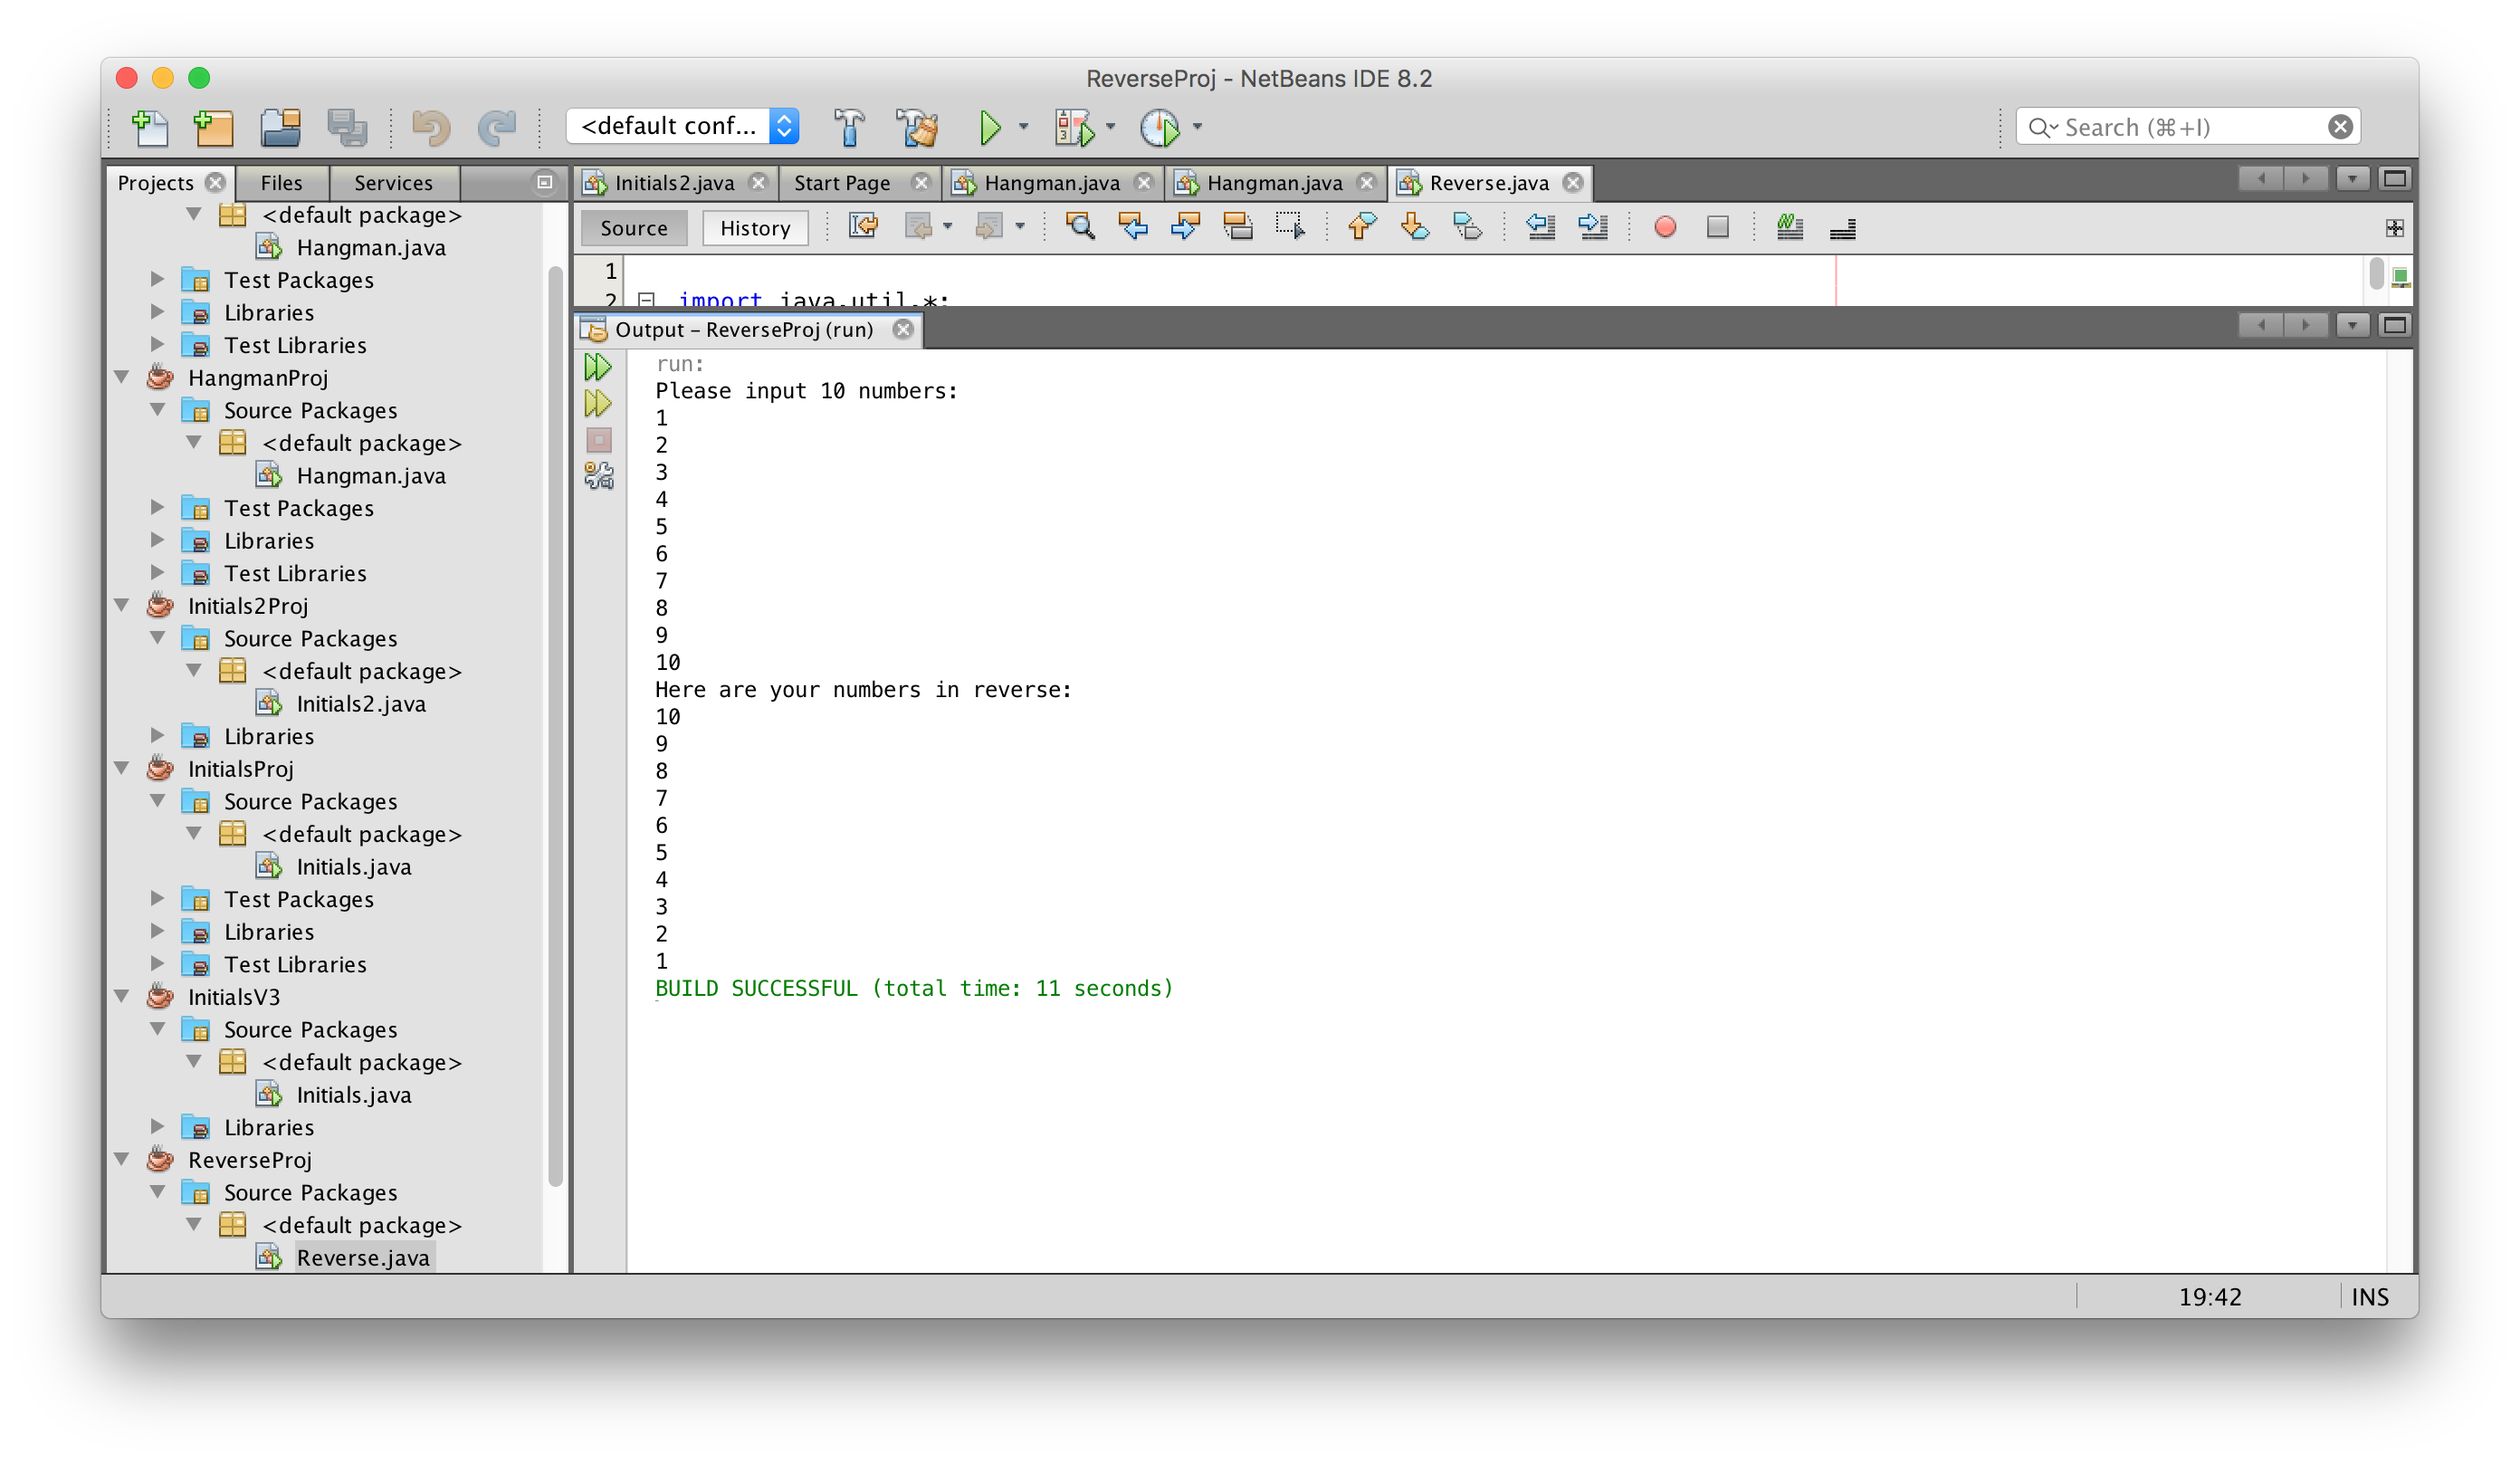 ReverseProj - NetBeans IDE 8.2
<default conf...
Search (⌘+I)
Projects Files Services
<default package>
Hangman.java
Test Packages
Libraries
Test Libraries
HangmanProj
Source Packages
<default package>
Hangman.java
Test Packages
Libraries
Test Libraries
Initials2Proj
Source Packages
<default package>
Initials2.java
Libraries
InitialsProj
Source Packages
<default package>
Initials.java
Test Packages
Libraries
Test Libraries
InitialsV3
Source Packages
<default package>
Initials.java
Libraries
ReverseProj
Source Packages
<default package>
Reverse.java
Initials2.java Start Page Hangman.java Hangman.java Reverse.java
Source History
1
2 import java.util.*;
Output – ReverseProj (run)
run:
Please input 10 numbers:
1
2
3
4
5
6
7
8
9
10
Here are your numbers in reverse:
10
9
8
7
6
5
4
3
2
1
BUILD SUCCESSFUL (total time: 11 seconds)
19:42 INS